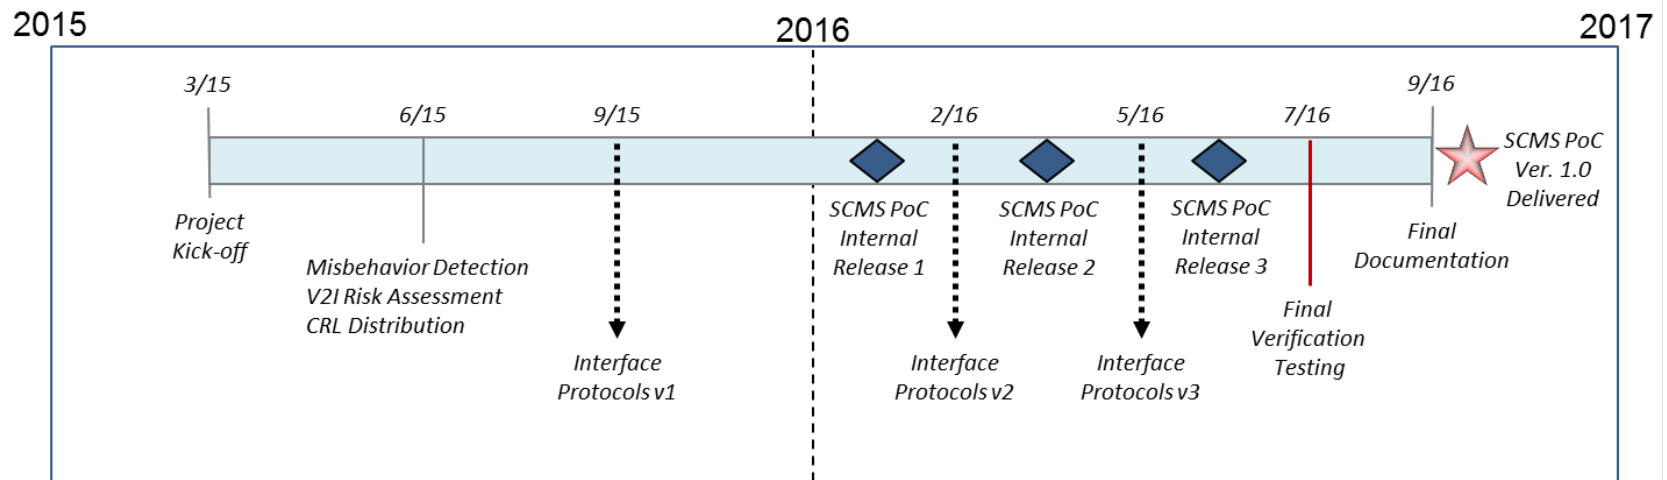 2015
2016
2017
3/15
6/15
9/15
2/16
5/16
7/16
9/16
Project
Kick-off
Misbehavior Detection
V2I Risk Assessment
CRL Distribution
Interface
Protocols v1
SCMS PoC
Internal
Release 1
Interface
Protocols v2
SCMS PoC
Internal
Release 2
Interface
Protocols v3
SCMS PoC
Internal
Release 3
Final
Verification
Testing
Final
Documentation
SCMS PoC
Ver. 1.0
Delivered